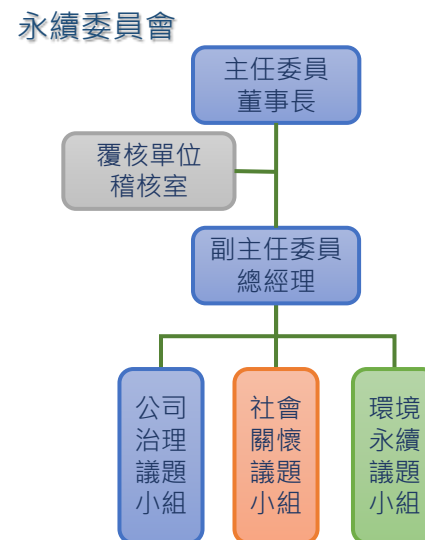 永續委員會
主任委員
董事長
覆核單位
稽核室
副主任委員
總經理
公司
治理
議題
小組
社會
關懷
議題
小組
環境
永續
議題
小組